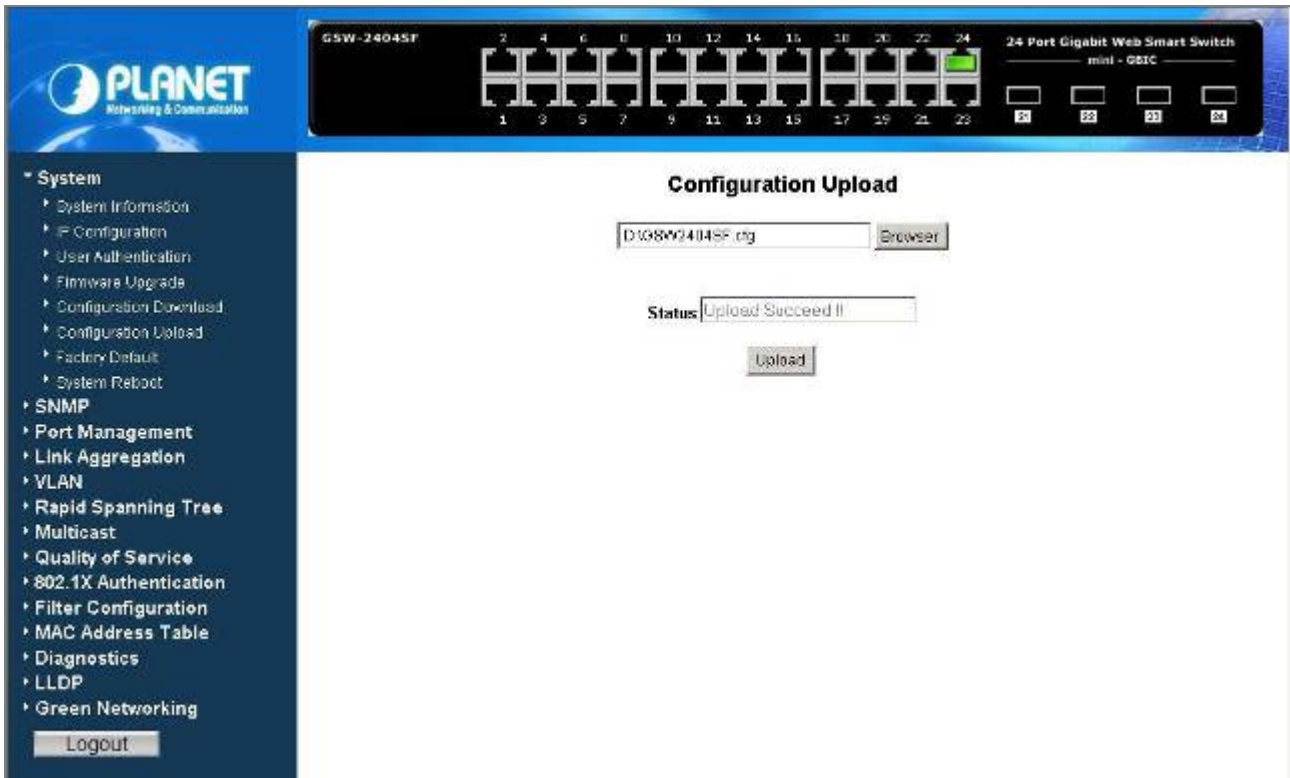 PLANET
Networking & Communication
GSW-2404SF
2 4 6 8 10 12 14 16 18 20 22 24
1 3 5 7 9 11 13 15 17 19 21 23
24 Port Gigabit Web Smart Switch
mini - GBIC
21 22 23 24
System
System Information
IP Configuration
User Authentication
Firmware Upgrade
Configuration Download
Configuration Upload
Factory Default
System Reboot
SNMP
Port Management
Link Aggregation
VLAN
Rapid Spanning Tree
Multicast
Quality of Service
802.1X Authentication
Filter Configuration
MAC Address Table
Diagnostics
LLDP
Green Networking
Logout
Configuration Upload
D:\GSW2404SF.cfg Browser
Status Upload Succeed !!
Upload